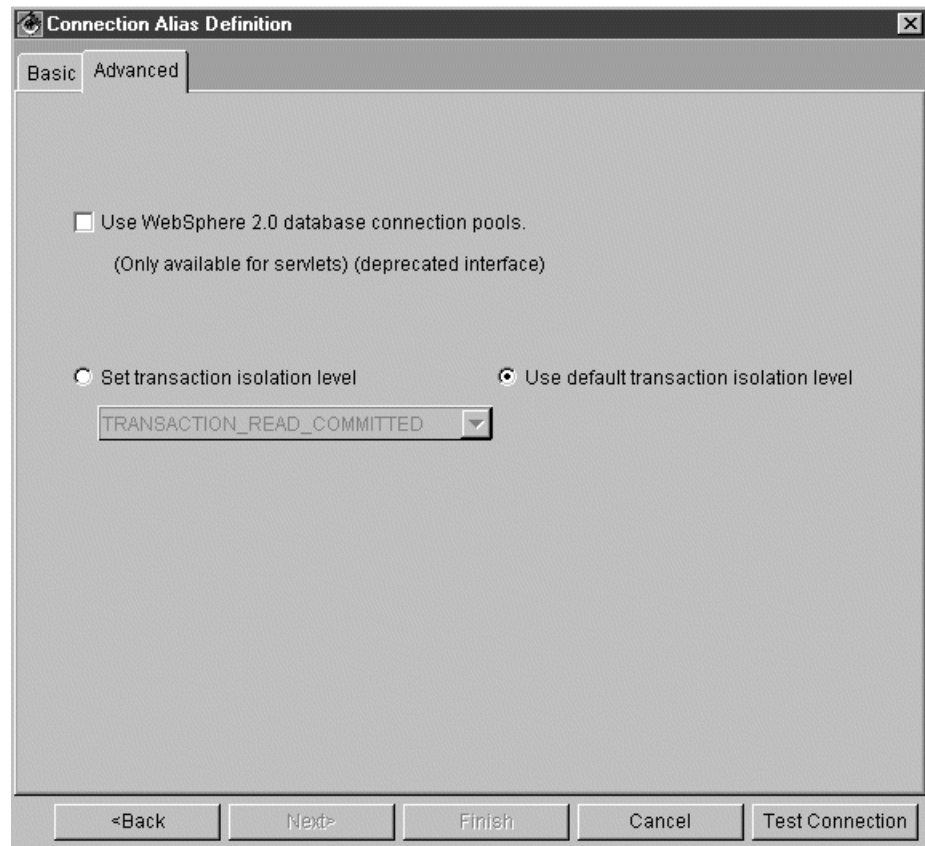 Connection Alias Definition
Basic Advanced
Use WebSphere 2.0 database connection pools.
(Only available for servlets) (deprecated interface)
Set transaction isolation level Use default transaction isolation level
TRANSACTION_READ_COMMITTED
<Back Next> Finish Cancel Test Connection